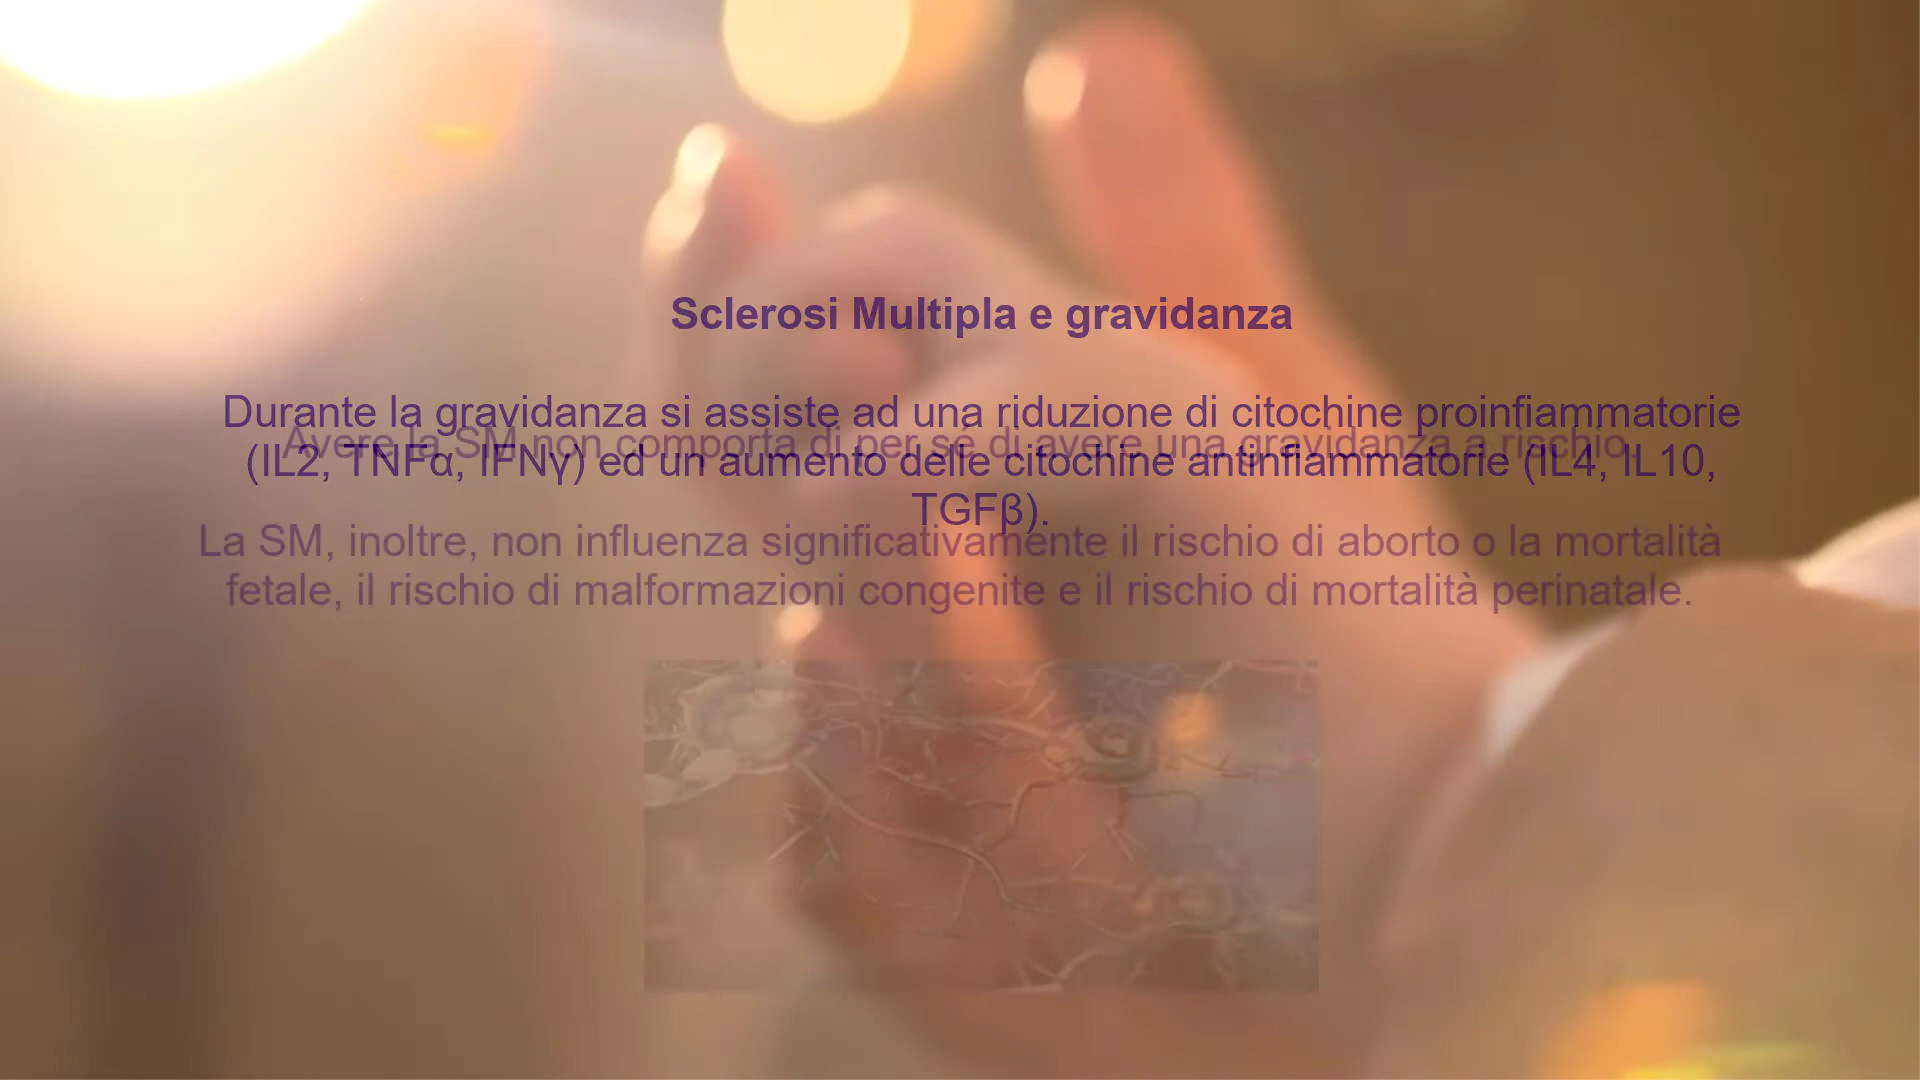 Sclerosi Multipla e gravidanza
Durante la gravidanza si assiste ad una riduzione di citochine proinfiammatorie
Avere la SM non comporta di per sé di avere una gravidanza a rischio.
(IL2, TNFα, IFNγ) ed un aumento delle citochine antinfiammatorie (IL4, IL10,
TGFβ).
La SM, inoltre, non influenza significativamente il rischio di aborto o la mortalità
fetale, il rischio di malformazioni congenite e il rischio di mortalità perinatale.